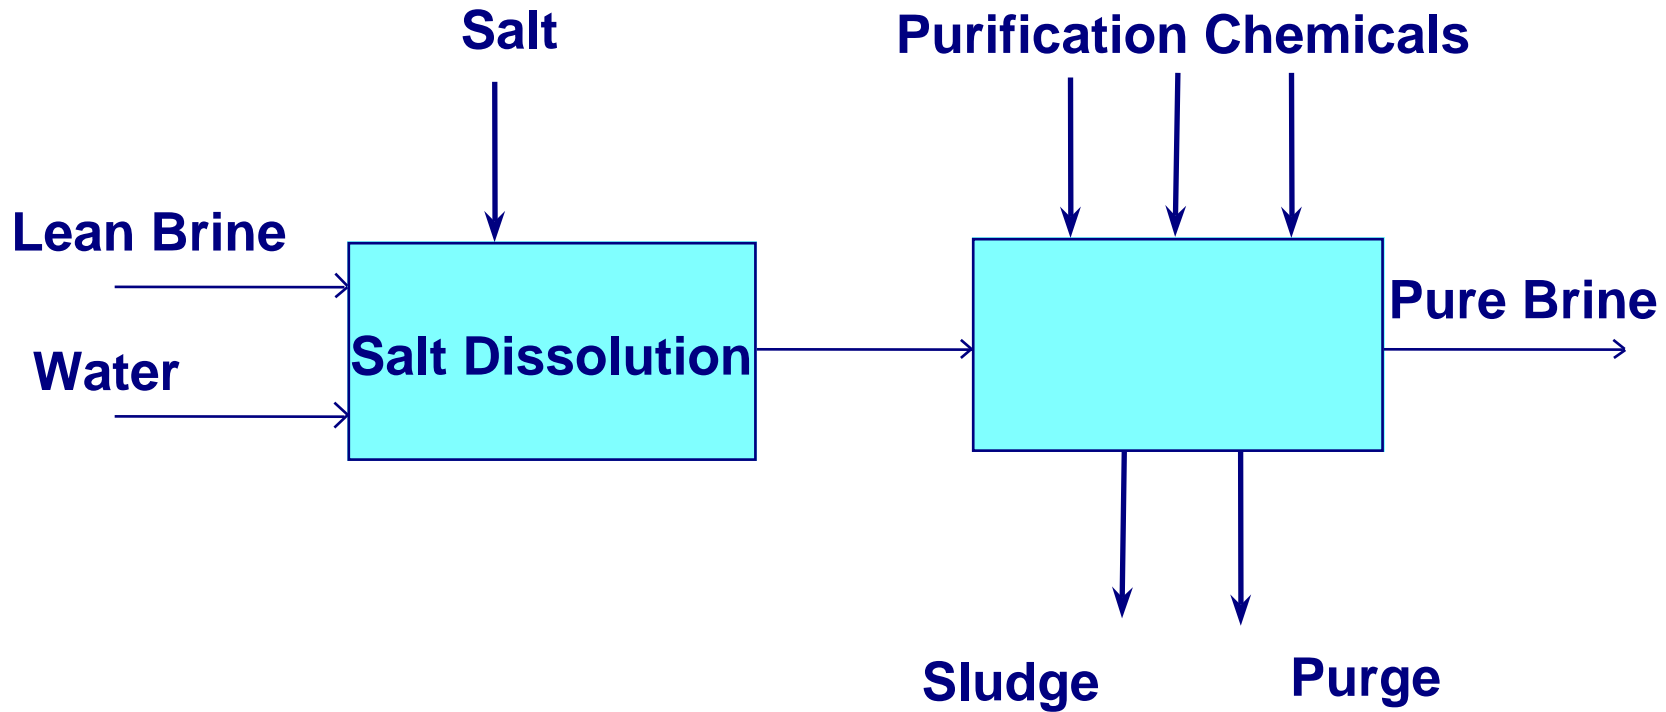 Salt
Purification Chemicals
Lean Brine
Pure Brine
Salt Dissolution
Water
Sludge
Purge